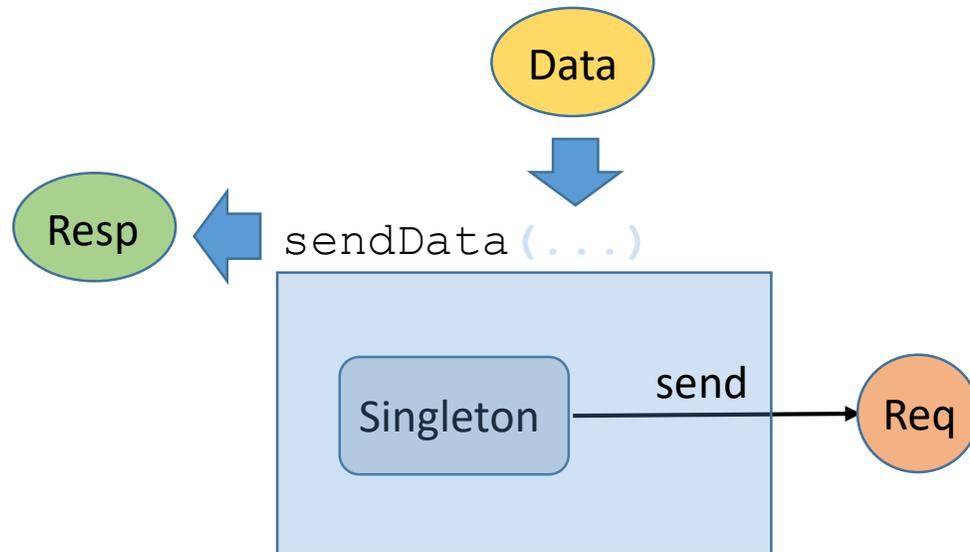 Data
Resp
sendData(...)
send
Singleton
Req